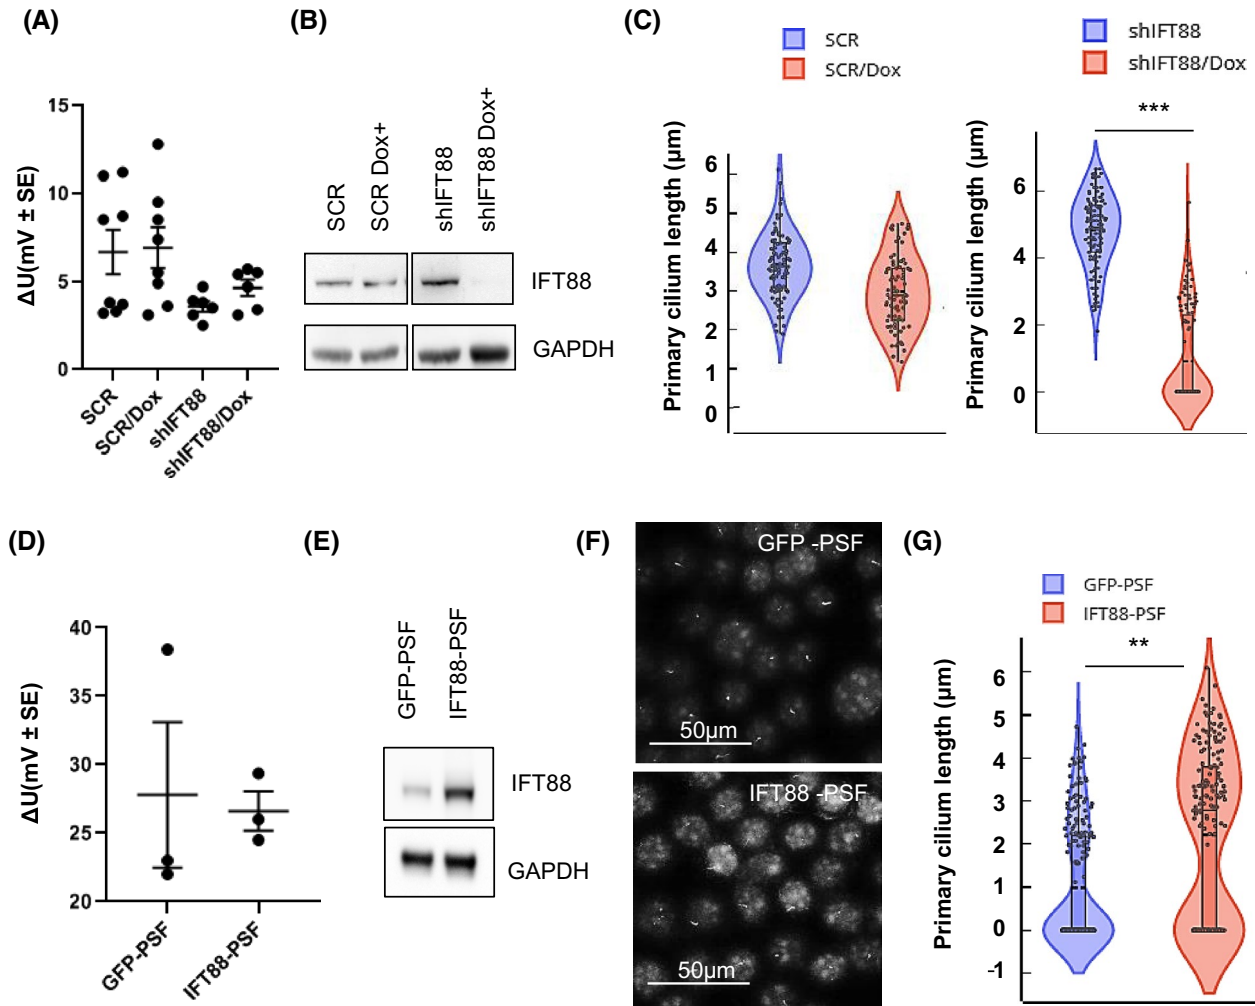 (A)
ΔU(mV ± SE)
15
10
5
0
SCR
SCR/Dox
shIFT88
shIFT88/Dox
(B)
SCR
SCR Dox+
shIFT88
shIFT88 Dox+
IFT88
GAPDH
(C)
SCR
SCR/Dox
Primary cilium length (μm)
6
5
4
3
2
1
0
shIFT88
shIFT88/Dox
***
Primary cilium length (μm)
6
4
2
0
(D)
ΔU(mV ± SE)
40
35
30
25
20
GFP-PSF
IFT88-PSF
(E)
GFP-PSF
IFT88-PSF
IFT88
GAPDH
(F)
GFP -PSF
50μm
IFT88 -PSF
50μm
(G)
GFP-PSF
IFT88-PSF
**
Primary cilium length (μm)
6
5
4
3
2
1
0
-1